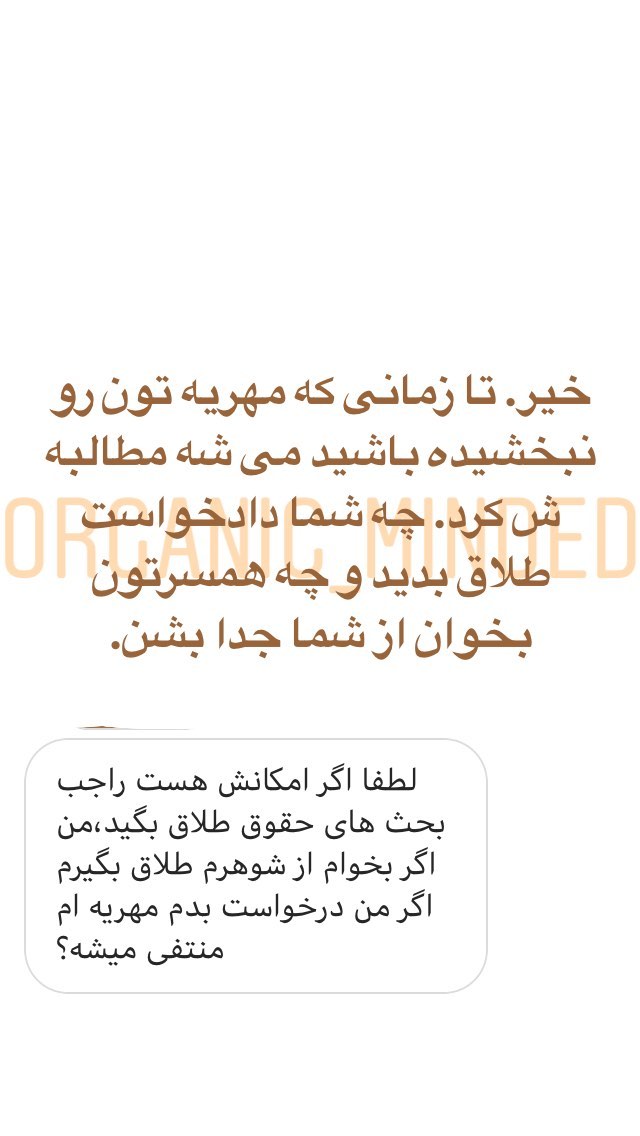 خیر. تا زمانی که مهریه تون رو
نبخشیده باشید می شه مطالبه
ش کرد. چه شما دادخواست
طلاق بدید و چه همسرتون
بخوان از شما جدا بشن.
ORGANIC_MINDED
لطفا اگر امکانش هست راجب
بحث های حقوق طلاق بگید،من
اگر بخوام از شوهرم طلاق بگیرم
اگر من درخواست بدم مهریه ام
منتفی میشه؟